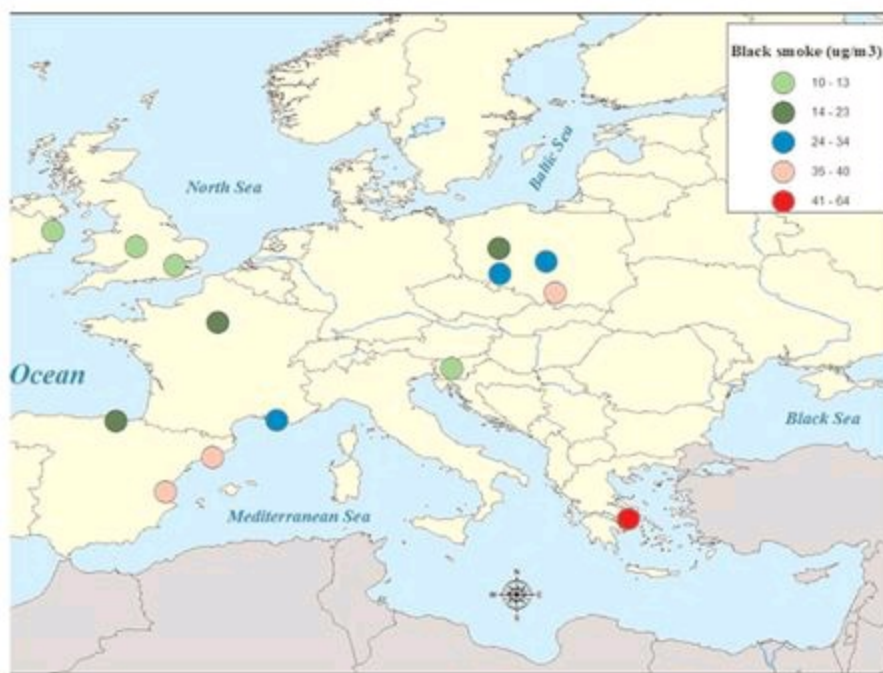 Black smoke (ug/m3)
10 - 13
14 - 23
24 - 34
35 - 40
41 - 64
North Sea
Baltic Sea
Ocean
Black Sea
Mediterranean Sea
N
W
E
S